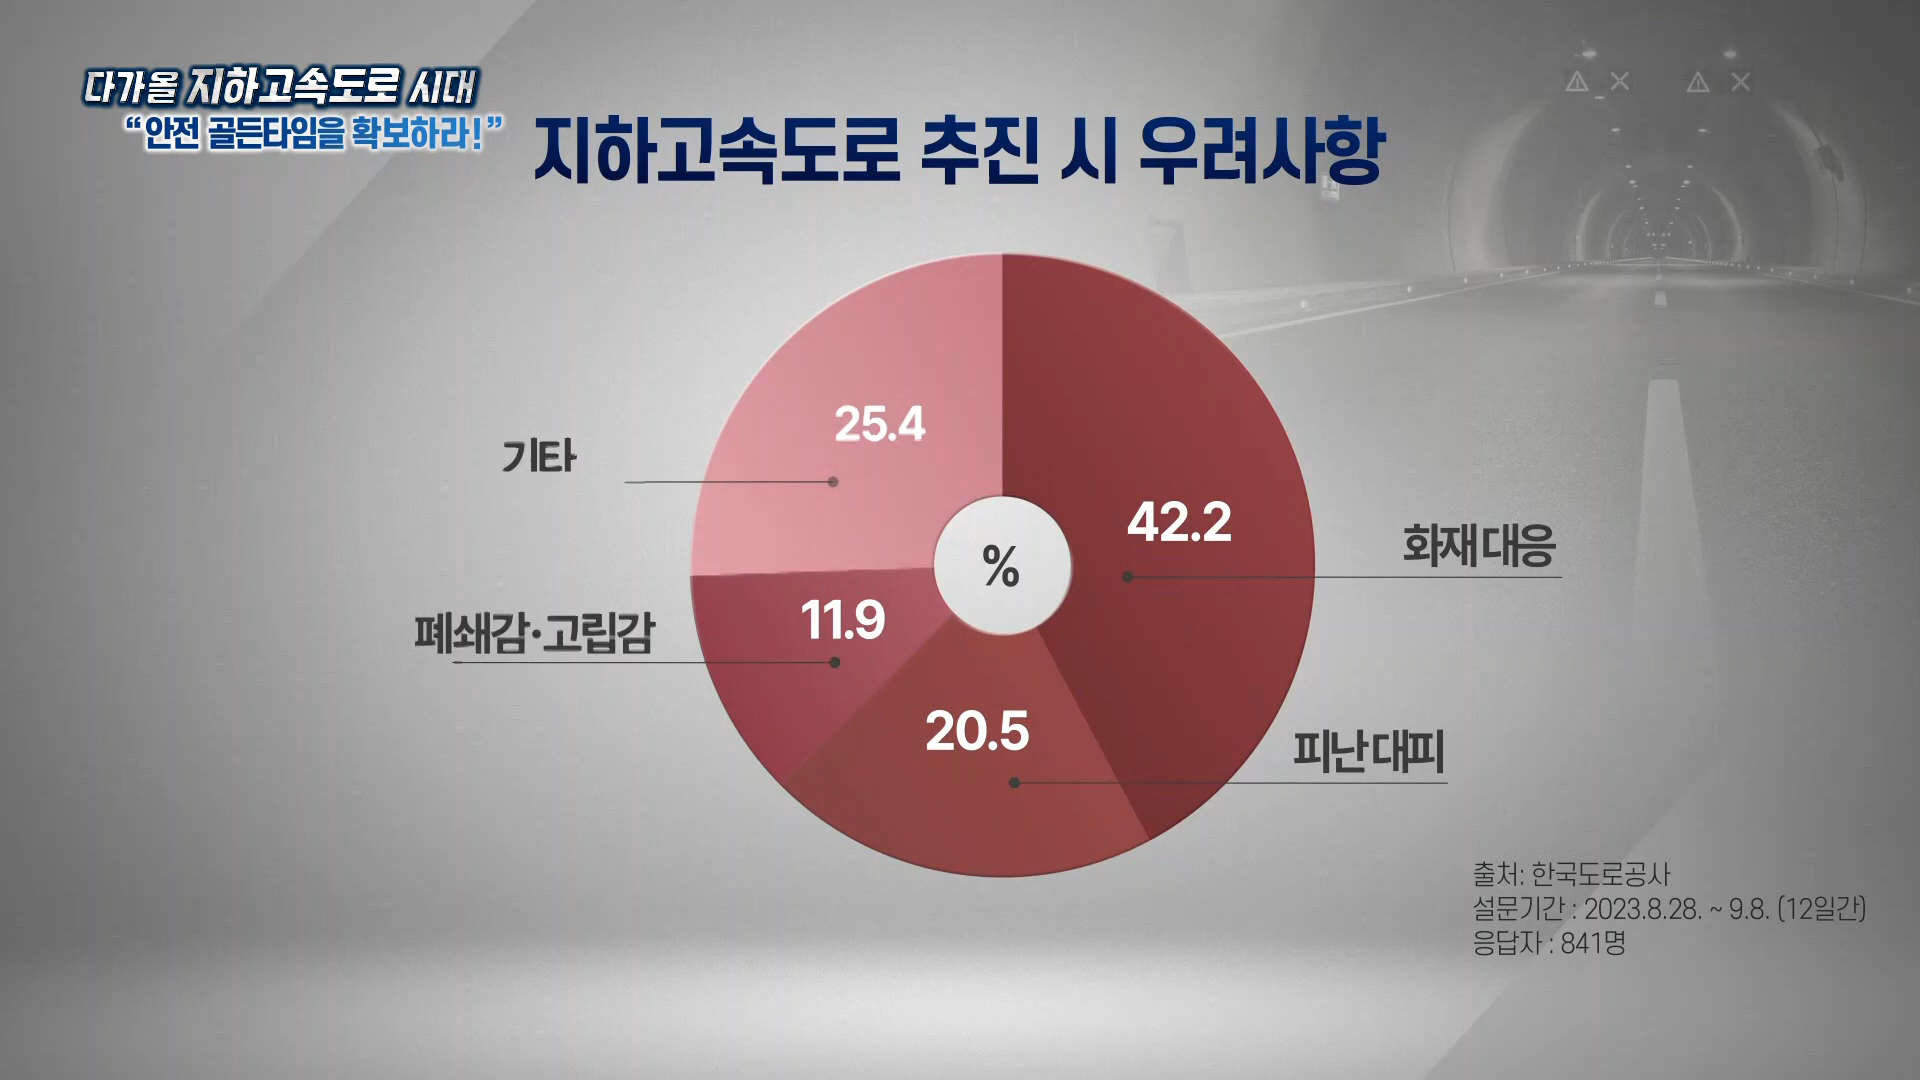 다가올 지하고속도로 시대
“안전 골든타임을 확보하라!”
지하고속도로 추진 시 우려사항
25.4
기타
42.2
화재 대응
%
11.9
폐쇄감·고립감
20.5
피난 대피
출처: 한국도로공사
설문기간 : 2023.8.28. ~ 9.8. (12일간)
응답자 : 841명